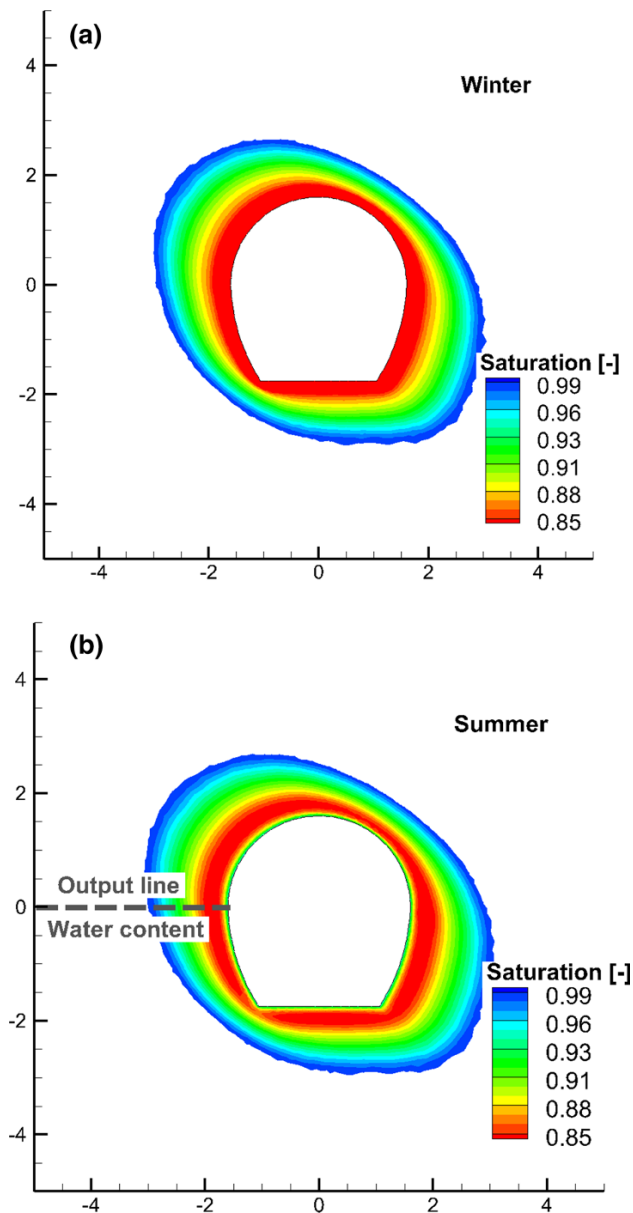 (a)
Winter
4
2
0
-2
-4
Saturation [-]
0.99
0.96
0.93
0.91
0.88
0.85
-4 -2 0 2 4
(b)
Summer
4
2
0
-2
-4
Output line
Water content
Saturation [-]
0.99
0.96
0.93
0.91
0.88
0.85
-4 -2 0 2 4